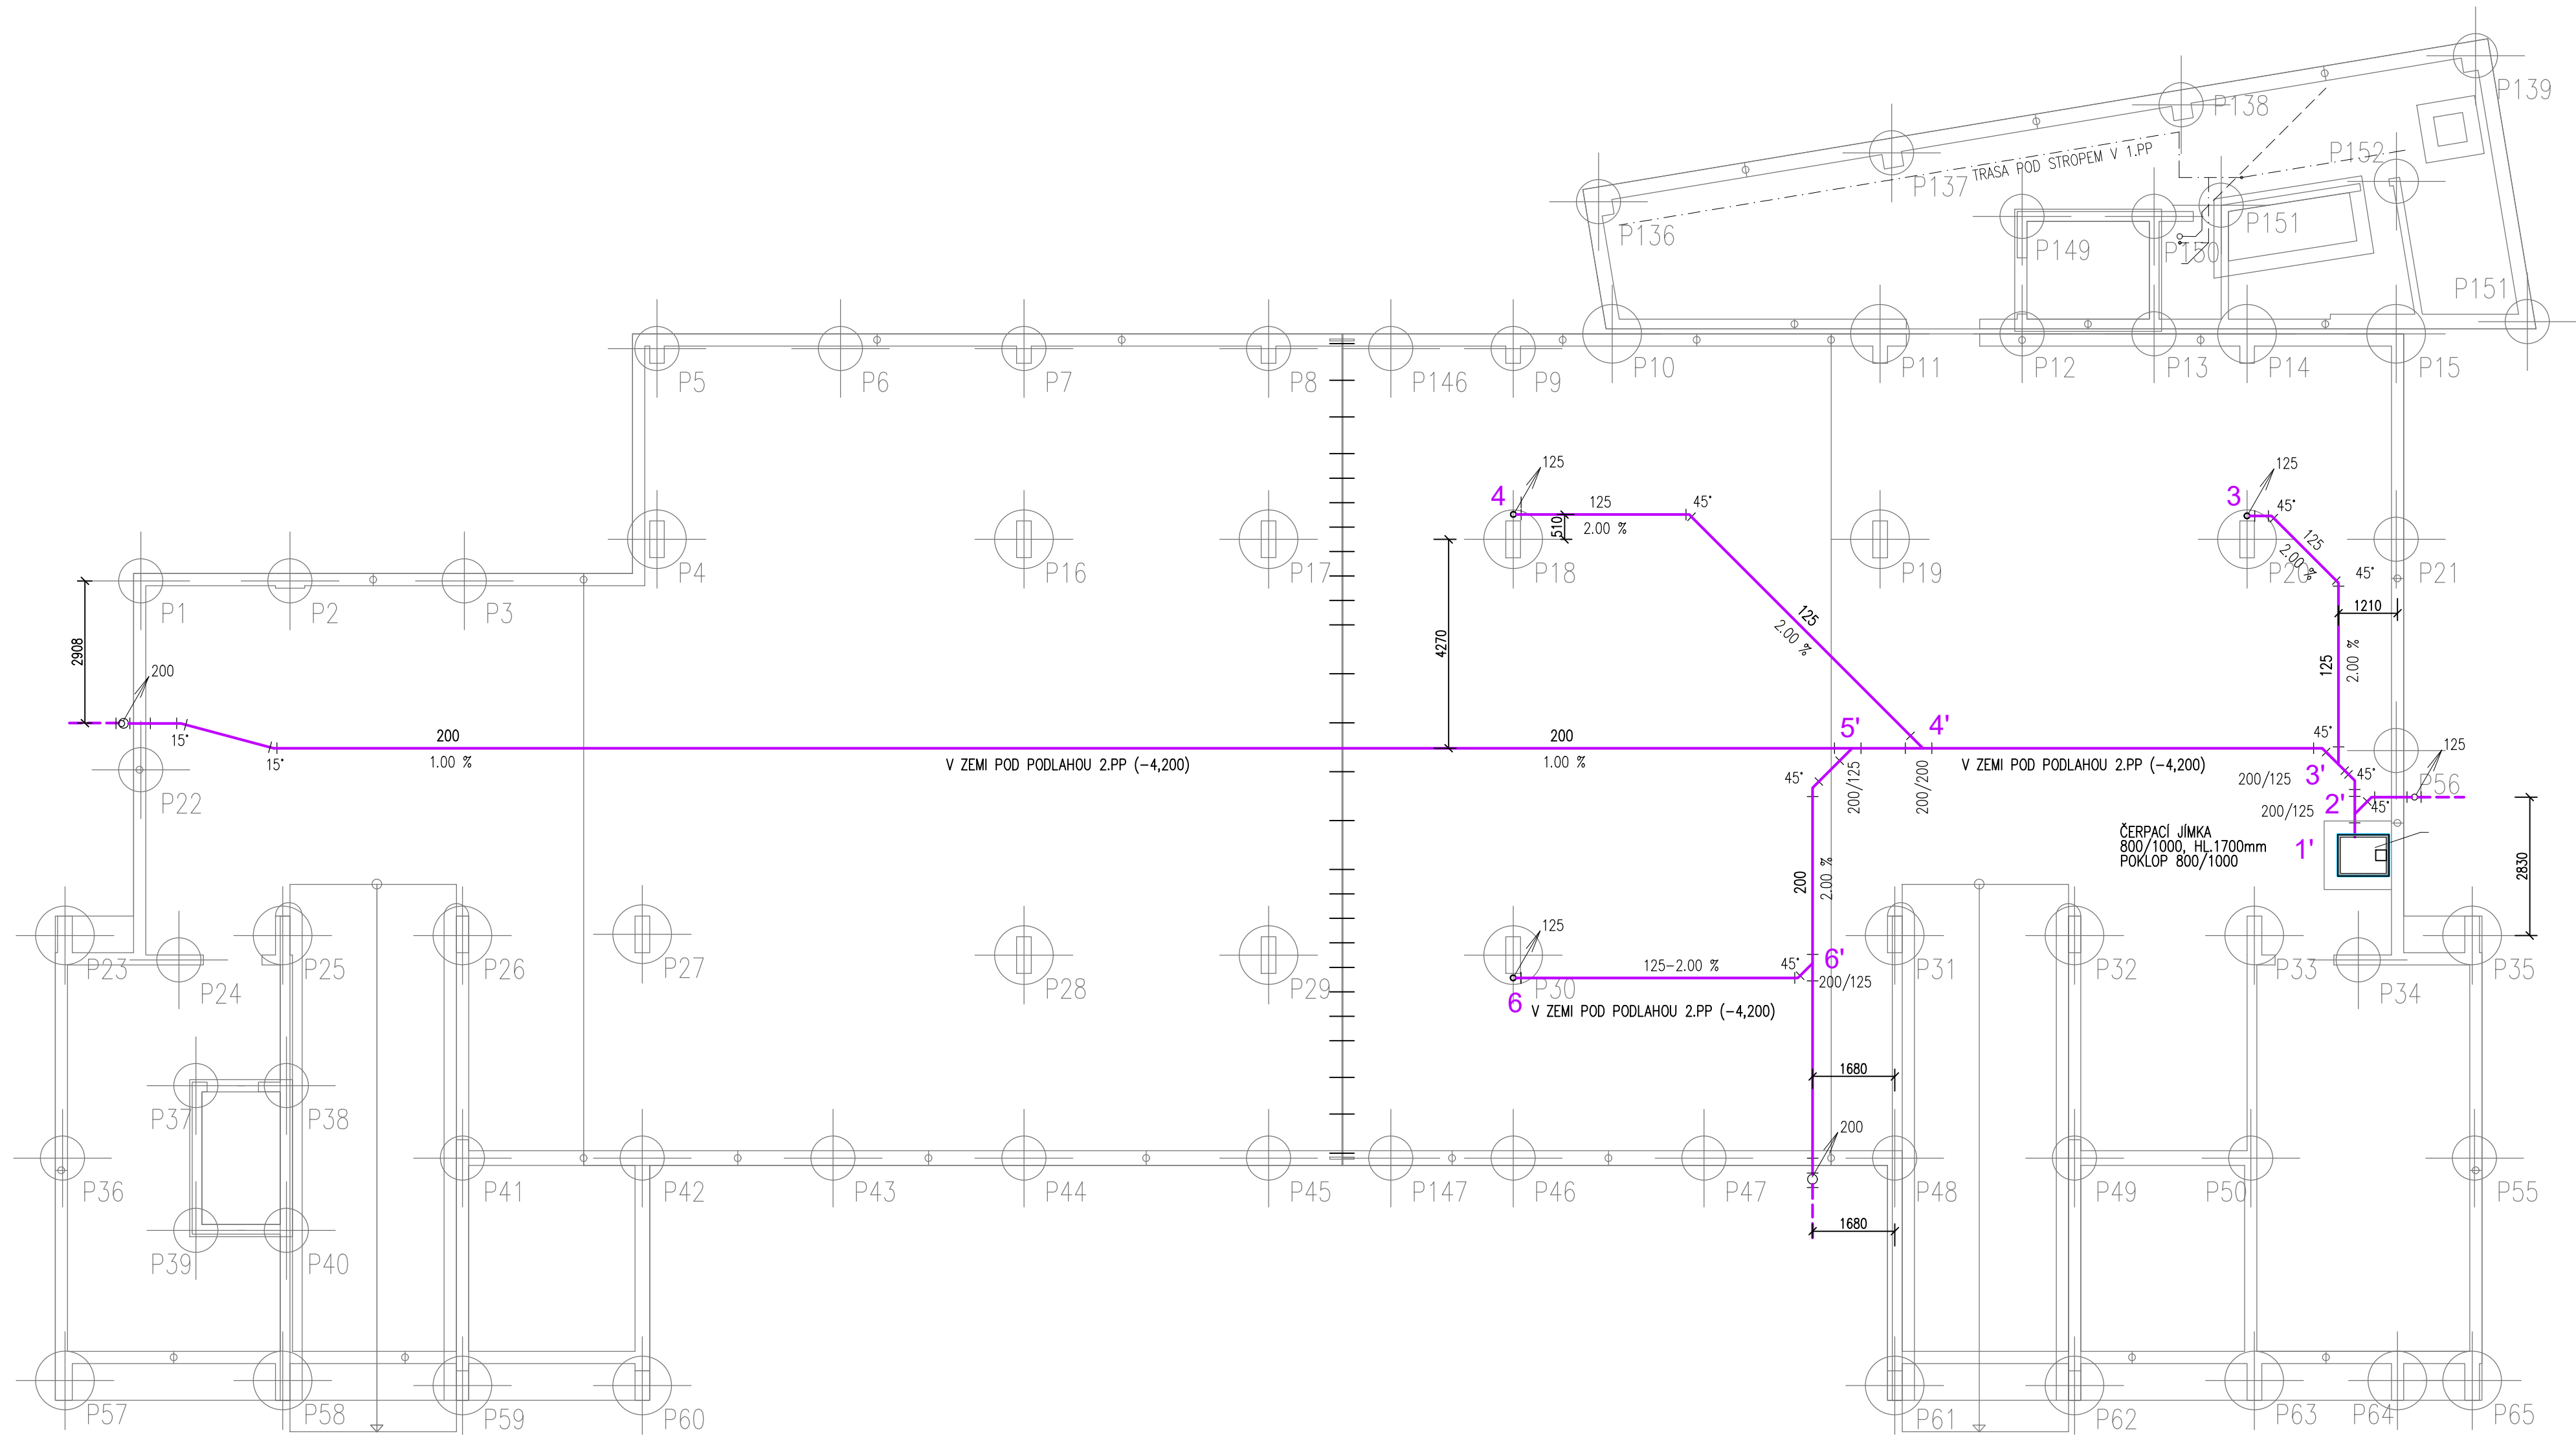 P139
P138
P152
TRASA POD STROPEM V 1.PP
P137
P136
P151
P149
P150
P151
P5
P6
P7
P8
P146
P9
P10
P11
P12
P13
P14
P15
4
125
125
45°
510
2.00 %
3
125
45°
125
2.00 %
45°
P4
P16
P17
P18
P19
P20
P21
P1
P2
P3
1210
2908
4270
125
2.00 %
125
2.00 %
200
15°
15°
200
1.00 %
V ZEMI POD PODLAHOU 2.PP (−4,200)
200
1.00 %
5'
4'
45°
200/125
200/200
V ZEMI POD PODLAHOU 2.PP (−4,200)
45°
3'
45°
200/125
125
P56
2'
45°
200/125
P22
1'
ČERPACÍ JÍMKA
800/1000, HL.1700mm
POKLOP 800/1000
2830
200
2.00 %
P23
P24
P25
P26
P27
P28
P29
P30
125
125−2.00 %
45°
6'
200/125
6
V ZEMI POD PODLAHOU 2.PP (−4,200)
P31
P32
P33
P34
P35
1680
P37
P38
200
P36
P41
P42
P43
P44
P45
P147
P46
P47
P48
P49
P50
P55
1680
P39
P40
P57
P58
P59
P60
P61
P62
P63
P64
P65